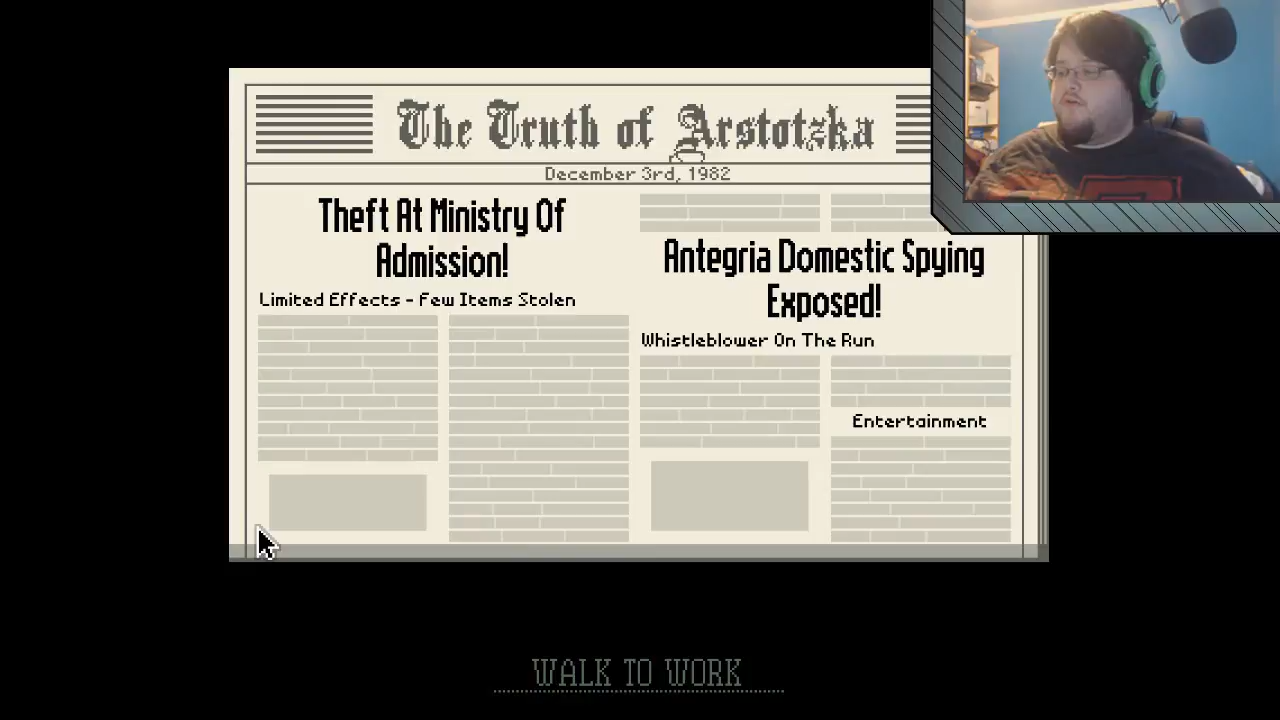 The Truth of Arstotzka
December 3rd, 1982
Theft At Ministry Of
Admission!
Limited Effects - Few Items Stolen
Antegria Domestic Spying
Exposed!
Whistleblower On The Run
Entertainment
WALK TO WORK